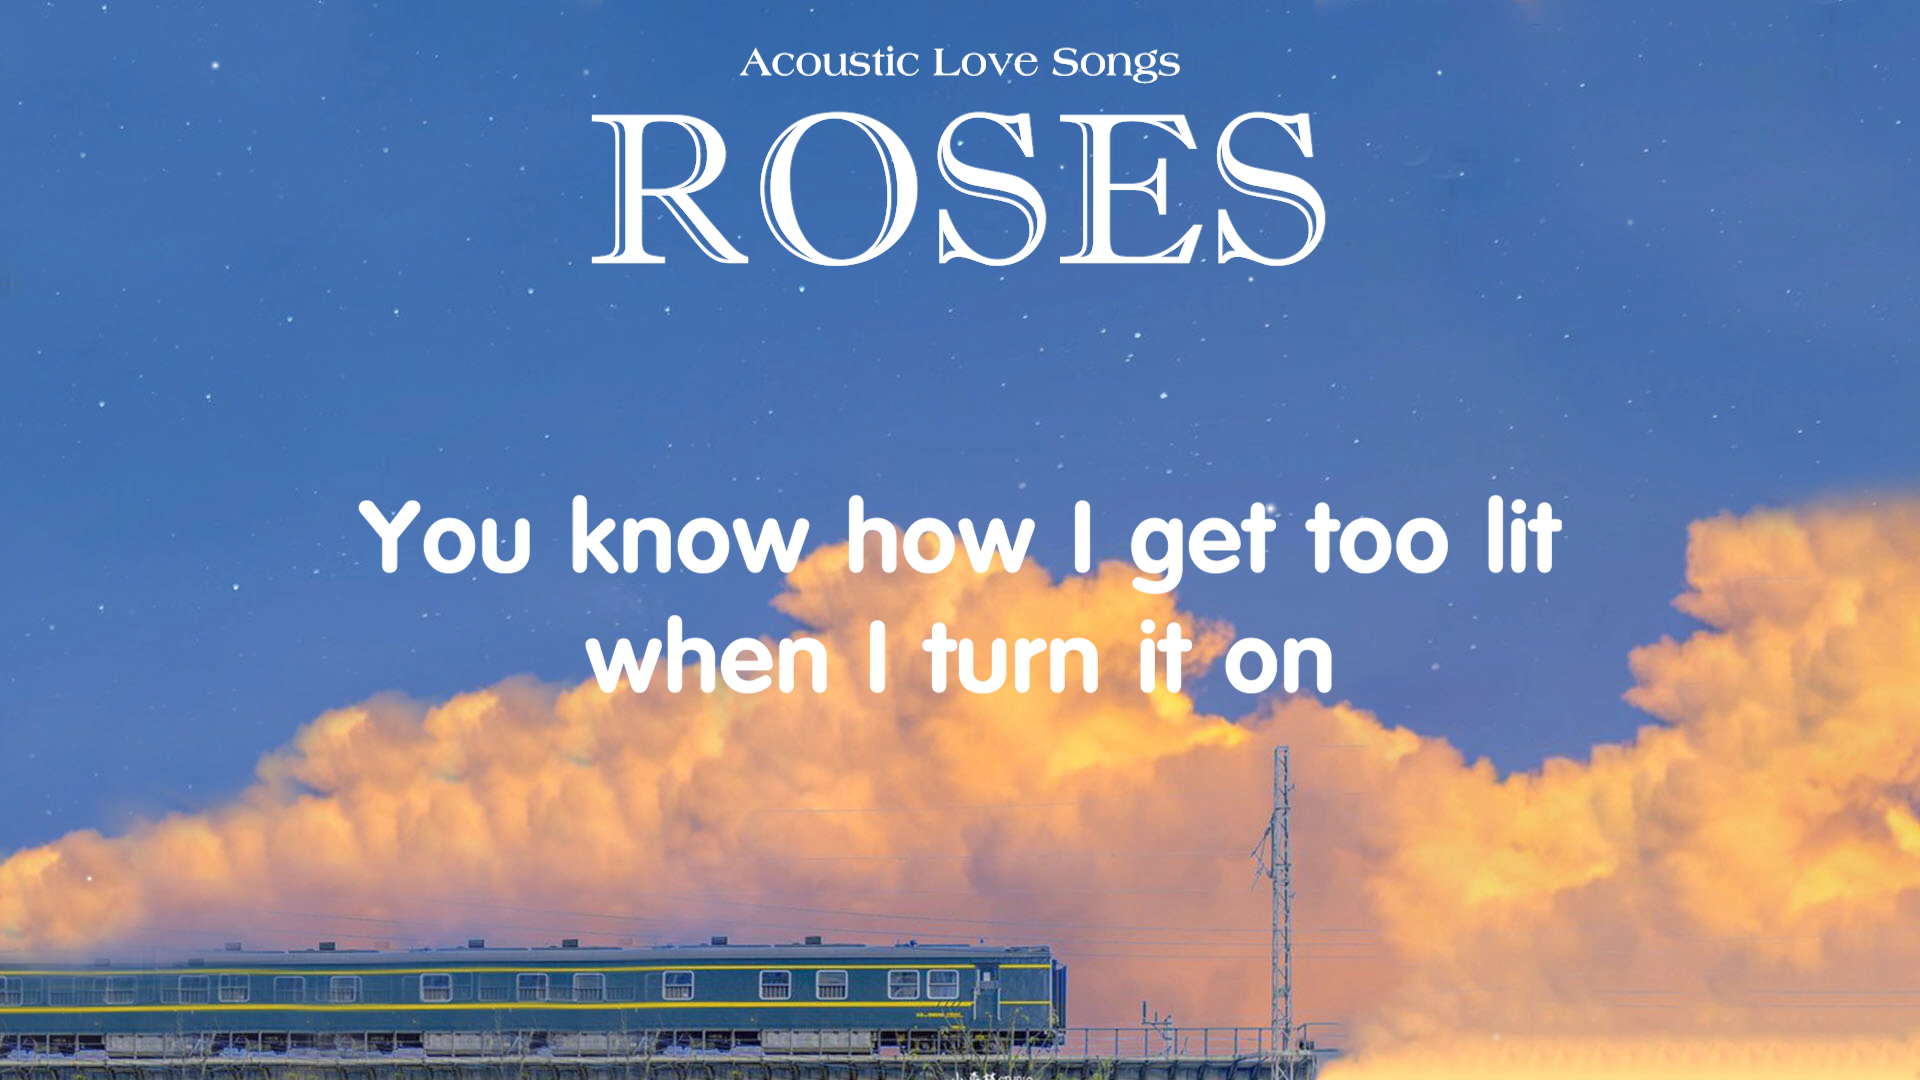 Acoustic Love Songs
ROSES
You know how I get too lit
when I turn it on